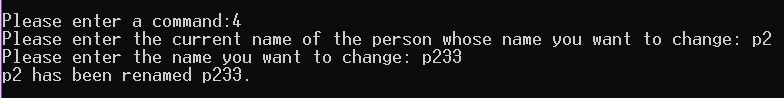 Please enter a command:4
Please enter the current name of the person whose name you want to change: p2
Please enter the name you want to change: p233
p2 has been renamed p233.